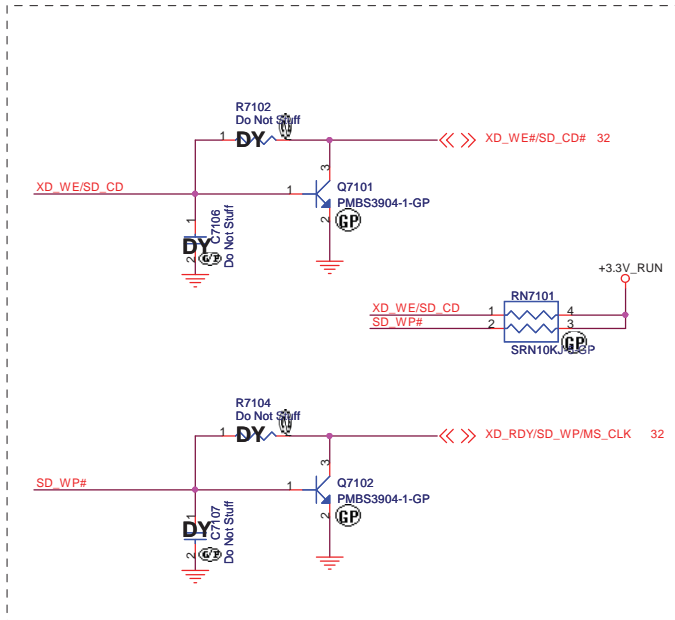 R7102
Do Not Stuff
1
DY
XD_WE#/SD_CD# 32
3
XD_WE/SD_CD
1
Q7101
PMBS3904-1-GP
2
GP
1
C7106
DY
2
G/P
Do Not Stuff
+3.3V_RUN
RN7101
XD_WE/SD_CD
1
4
SD_WP#
2
3
GP
R7104
Do Not Stuff
1
DY
XD_RDY/SD_WP/MS_CLK 32
3
SD_WP#
1
Q7102
PMBS3904-1-GP
2
GP
1
C7107
DY
2
G/P
Do Not Stuff